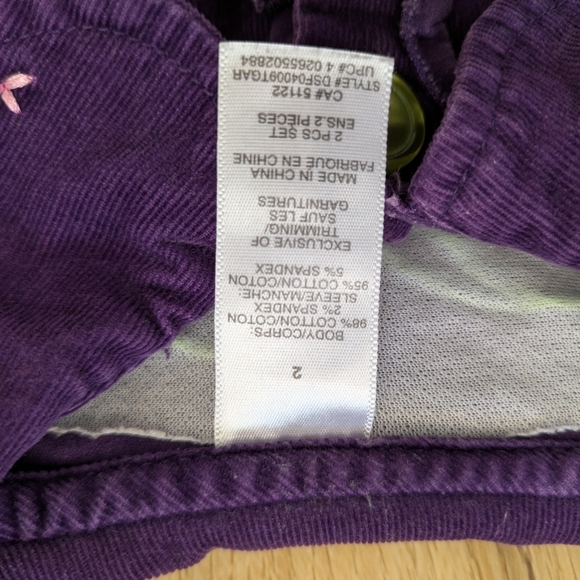 2
BODY/CORPS:
98% COTTON/COTON
2% SPANDEX
SLEEVE/MANCHE:
95% COTTON/COTON
5% SPANDEX
EXCLUSIVE OF
TRIMMING/
SAUF LES
GARNITURES
MADE IN CHINA
FABRIQUE EN CHINE
2 PCS SET
ENS.2 PIÈCES
CA# 51122
STYLE# DSF04009TGAR
UPC# 4 0265502884